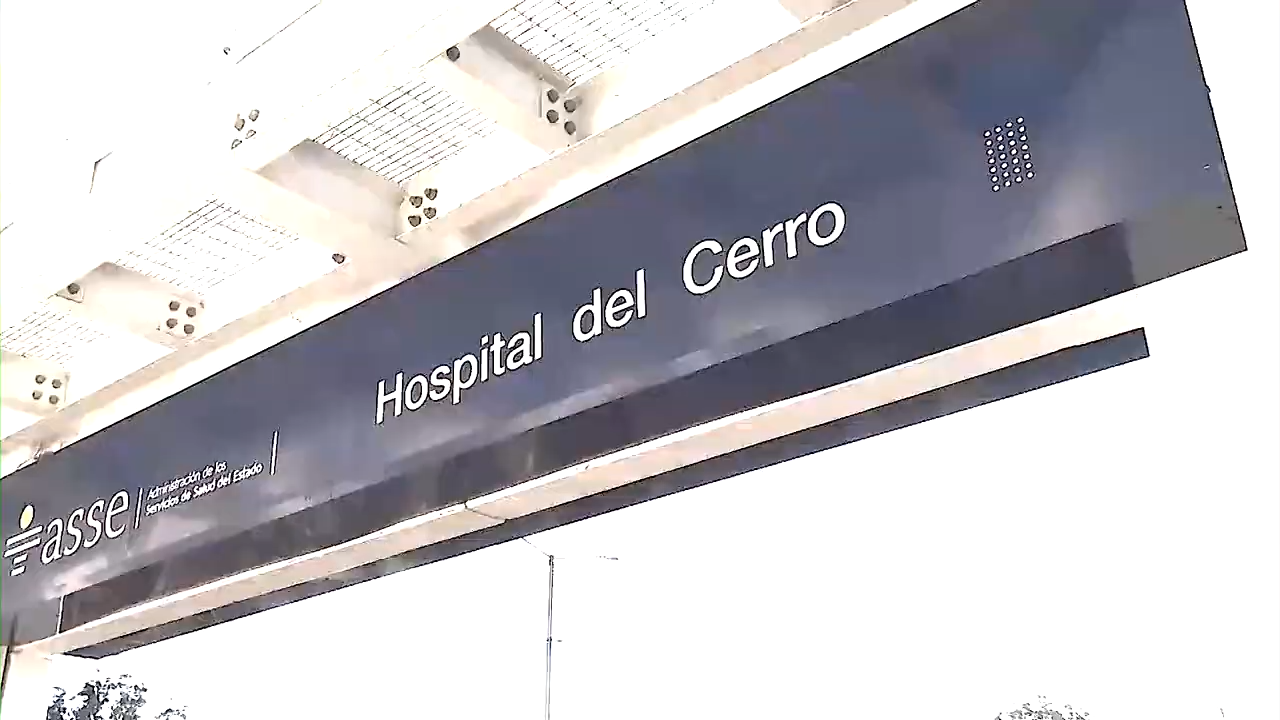 asse
Administración de los
Servicios de Salud del Estado
Hospital del Cerro